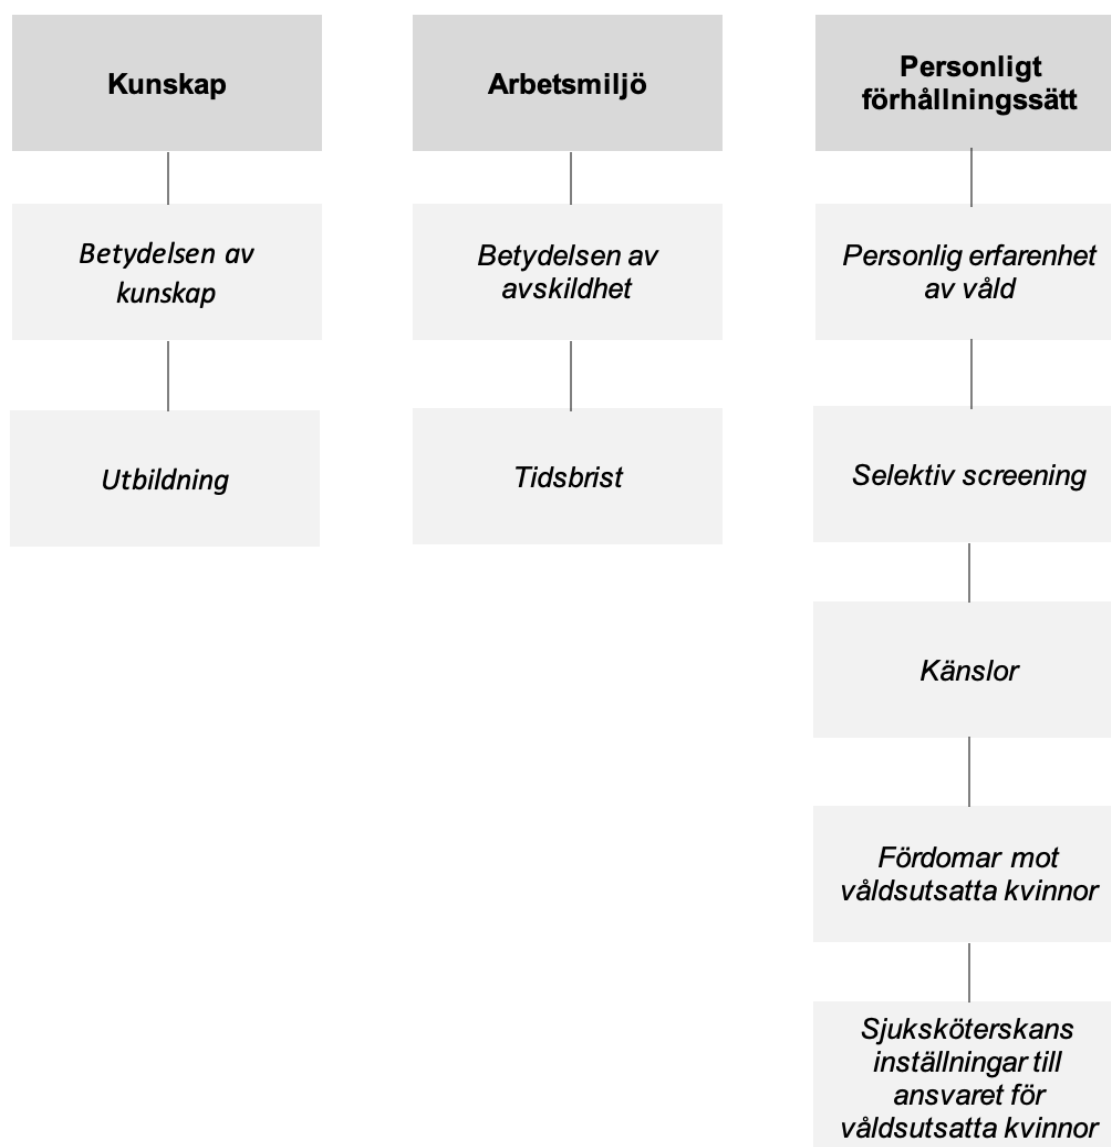 Kunskap
Betydelsen av
kunskap
Utbildning
Arbetsmiljö
Betydelsen av
avskildhet
Tidsbrist
Personligt
förhållningssätt
Personlig erfarenhet
av våld
Selektiv screening
Känslor
Fördomar mot
våldsutsatta kvinnor
Sjuksköterskans
inställningar till
ansvaret för
våldsutsatta kvinnor